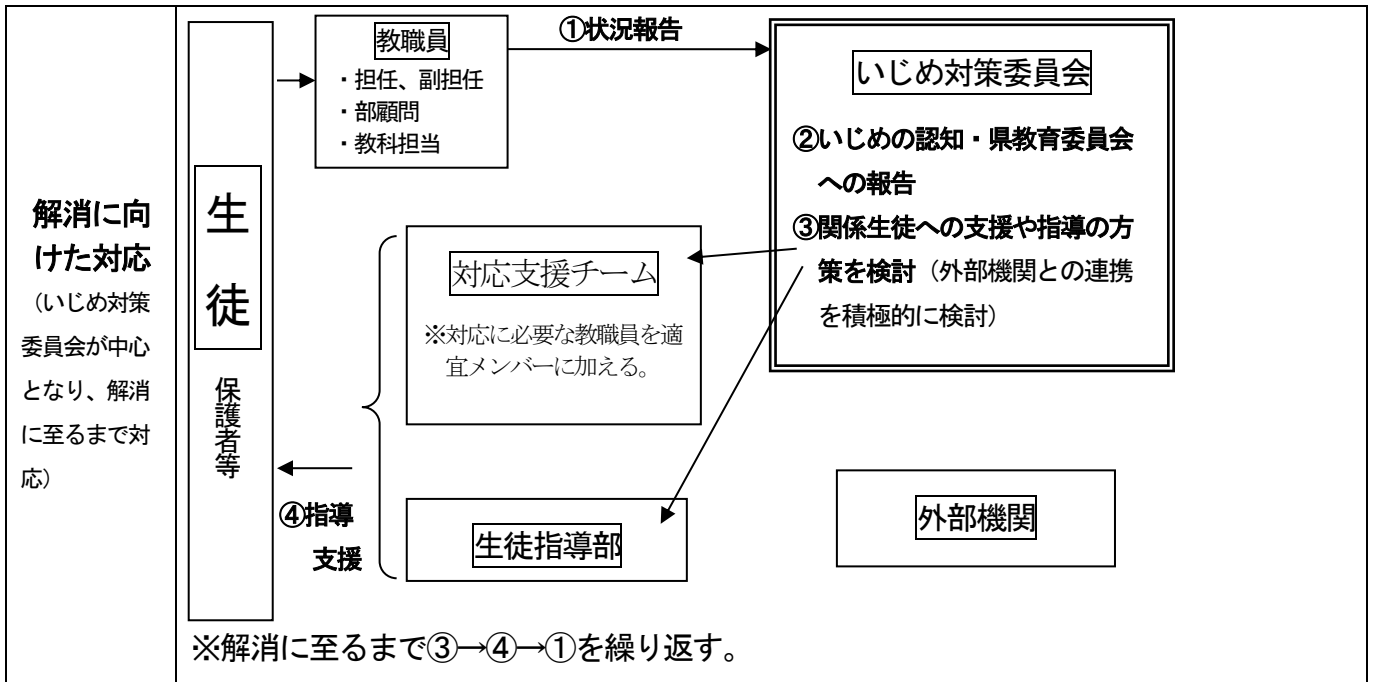 解消に向
けた対応
（いじめ対策
委員会が中心
となり、解消
に至るまで対
応）
生
徒
保護者等
教職員
・担任、副担任
・部顧問
・教科担当
①状況報告
いじめ対策委員会
②いじめの認知・県教育委員会
への報告
③関係生徒への支援や指導の方
策を検討（外部機関との連携
を積極的に検討）
対応支援チーム
※対応に必要な教職員を適
宜メンバーに加える。
④指導
支援
生徒指導部
外部機関
※解消に至るまで③→④→①を繰り返す。